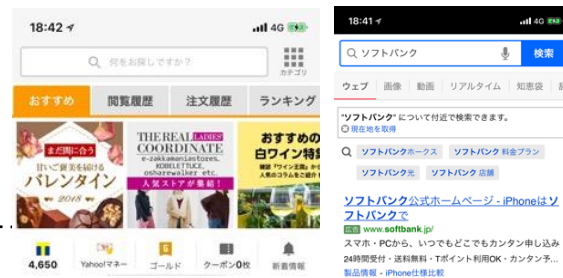 18:42
4G
何をお探しですか？
カテゴリ
おすすめ
閲覧履歴
注文履歴
ランキング
まだ間に合う
甘いご褒美を届ける
バレンタイン
2018
THE REAL LADIES'
COORDINATE
e-zakkamaniastores,
KOBELETTUCE,
osharewalker etc.
人気ストアが集結！
おすすめの
白ワイン特集
4,650
Yahoo!マネー
ゴールド
クーポン0枚
新着情報
18:41
4G
ソフトバンク
検索
ウェブ
画像
動画
リアルタイム
知恵袋
"ソフトバンク" について付近で検索できます。
現在地を取得
ソフトバンクホークス
ソフトバンク 料金プラン
ソフトバンク光
ソフトバンク 店舗
ソフトバンク公式ホームページ - iPhoneはソ
フトバンクで
広告 www.softbank.jp/
スマホ・PCから、いつでもどこでもカンタン申し込み
24時間受付・送料無料・Tポイント利用OK・カンタン予...
製品情報 - iPhone仕様比較